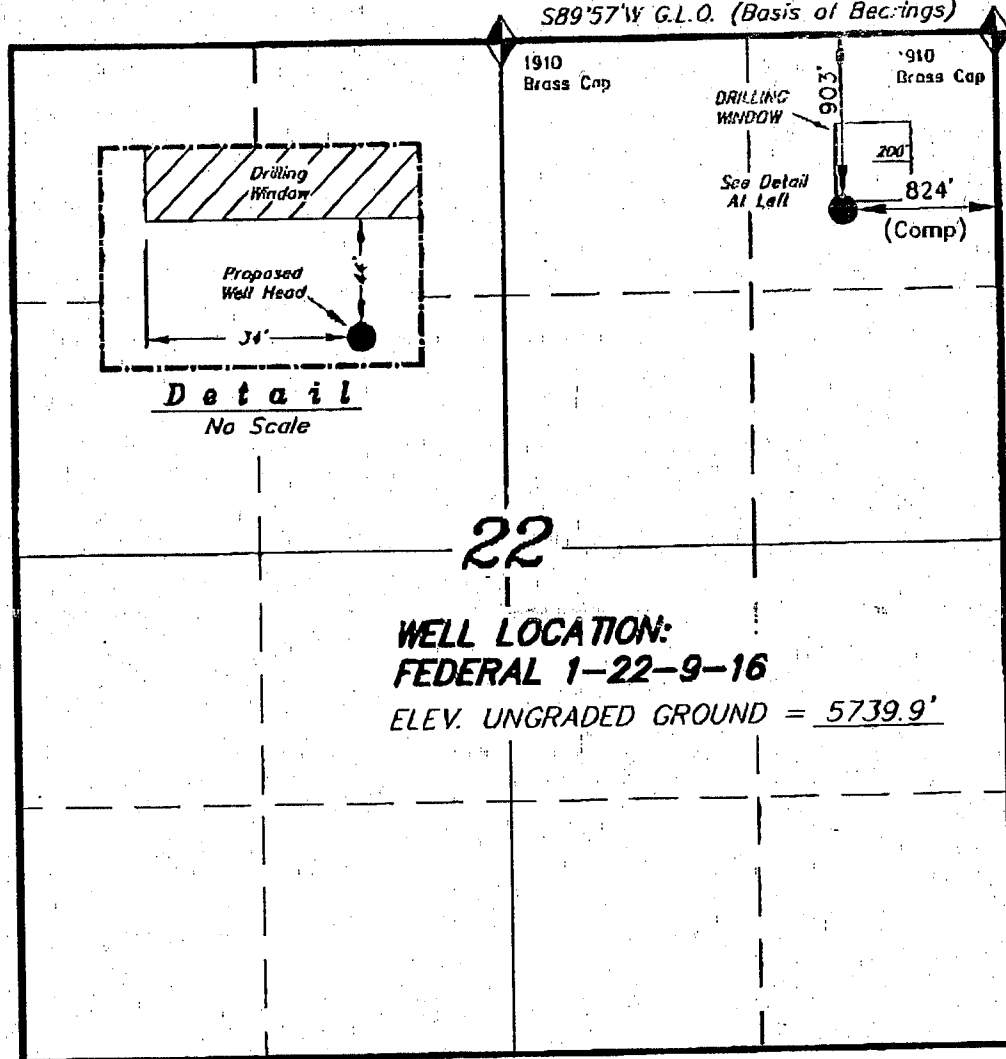 S89°57'W G.L.O. (Basis of Bearings)
1910
Brass Cap
1910
Brass Cap
903'
DRILLING
WINDOW
200'
See Detail
At Left
824'
(Comp)
Drilling
Window
Proposed
Well Head
34'
Detail
No Scale
22
WELL LOCATION:
FEDERAL 1-22-9-16
ELEV. UNGRADED GROUND = 5739.9'